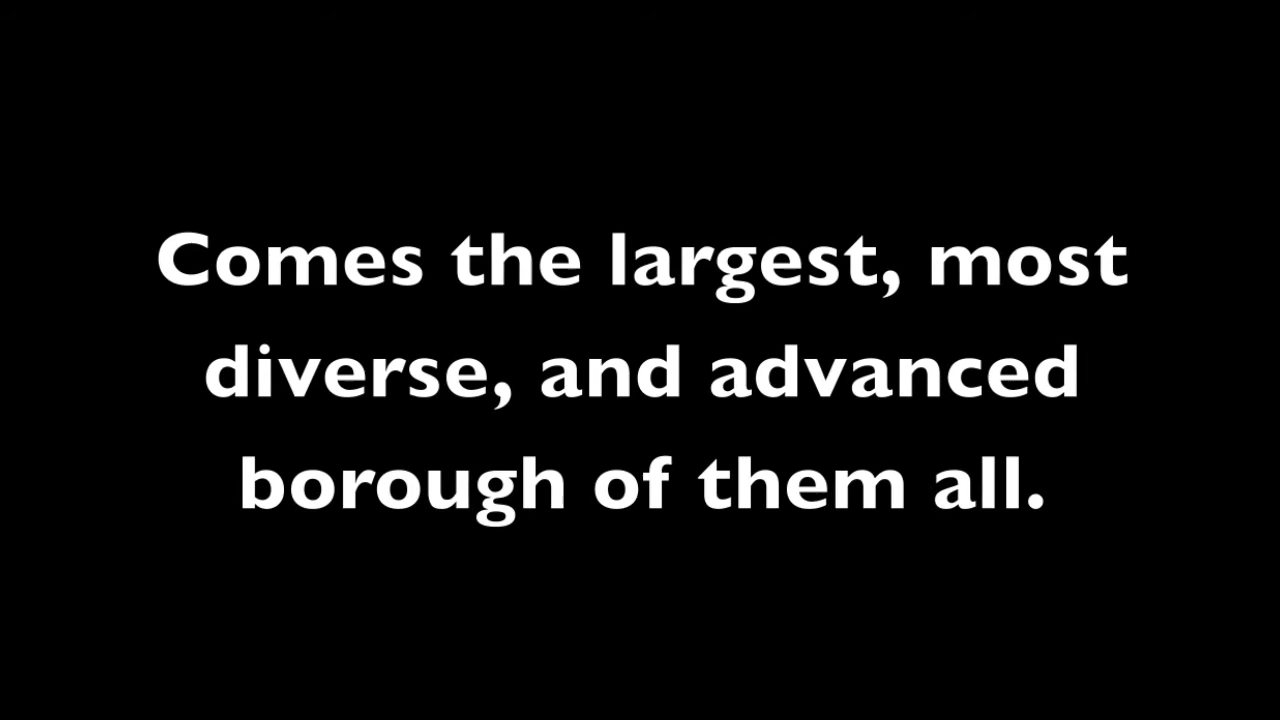 Comes the largest, most
diverse, and advanced
borough of them all.